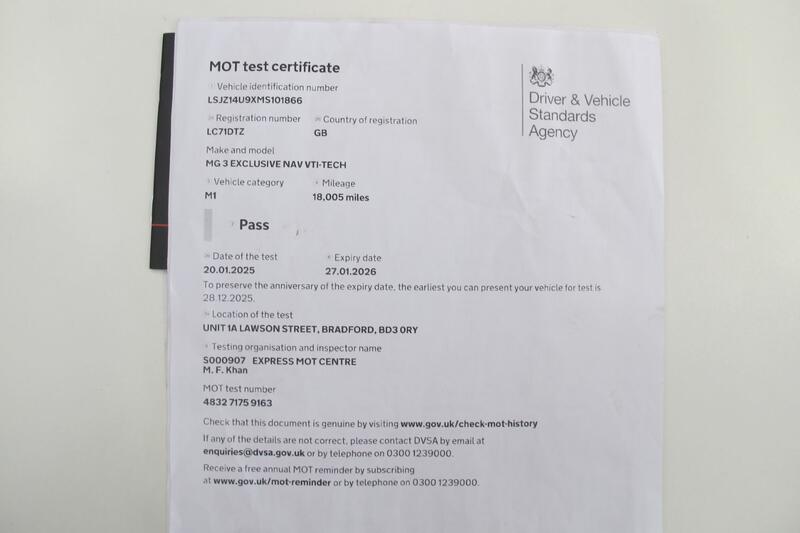 MOT test certificate
Vehicle identification number
LSJZ14U9XMS101866
Driver & Vehicle
Standards
Agency
Registration number Country of registration
LC71DTZ GB
Make and model
MG 3 EXCLUSIVE NAV VTI-TECH
Vehicle category Mileage
M1 18,005 miles
Pass
Date of the test Expiry date
20.01.2025 27.01.2026
To preserve the anniversary of the expiry date, the earliest you can present your vehicle for test is
28.12.2025.
Location of the test
UNIT 1A LAWSON STREET, BRADFORD, BD3 0RY
Testing organisation and inspector name
S000907 EXPRESS MOT CENTRE
M. F. Khan
MOT test number
4832 7175 9163
Check that this document is genuine by visiting www.gov.uk/check-mot-history
If any of the details are not correct, please contact DVSA by email at
enquiries@dvsa.gov.uk or by telephone on 0300 1239000.
Receive a free annual MOT reminder by subscribing
at www.gov.uk/mot-reminder or by telephone on 0300 1239000.